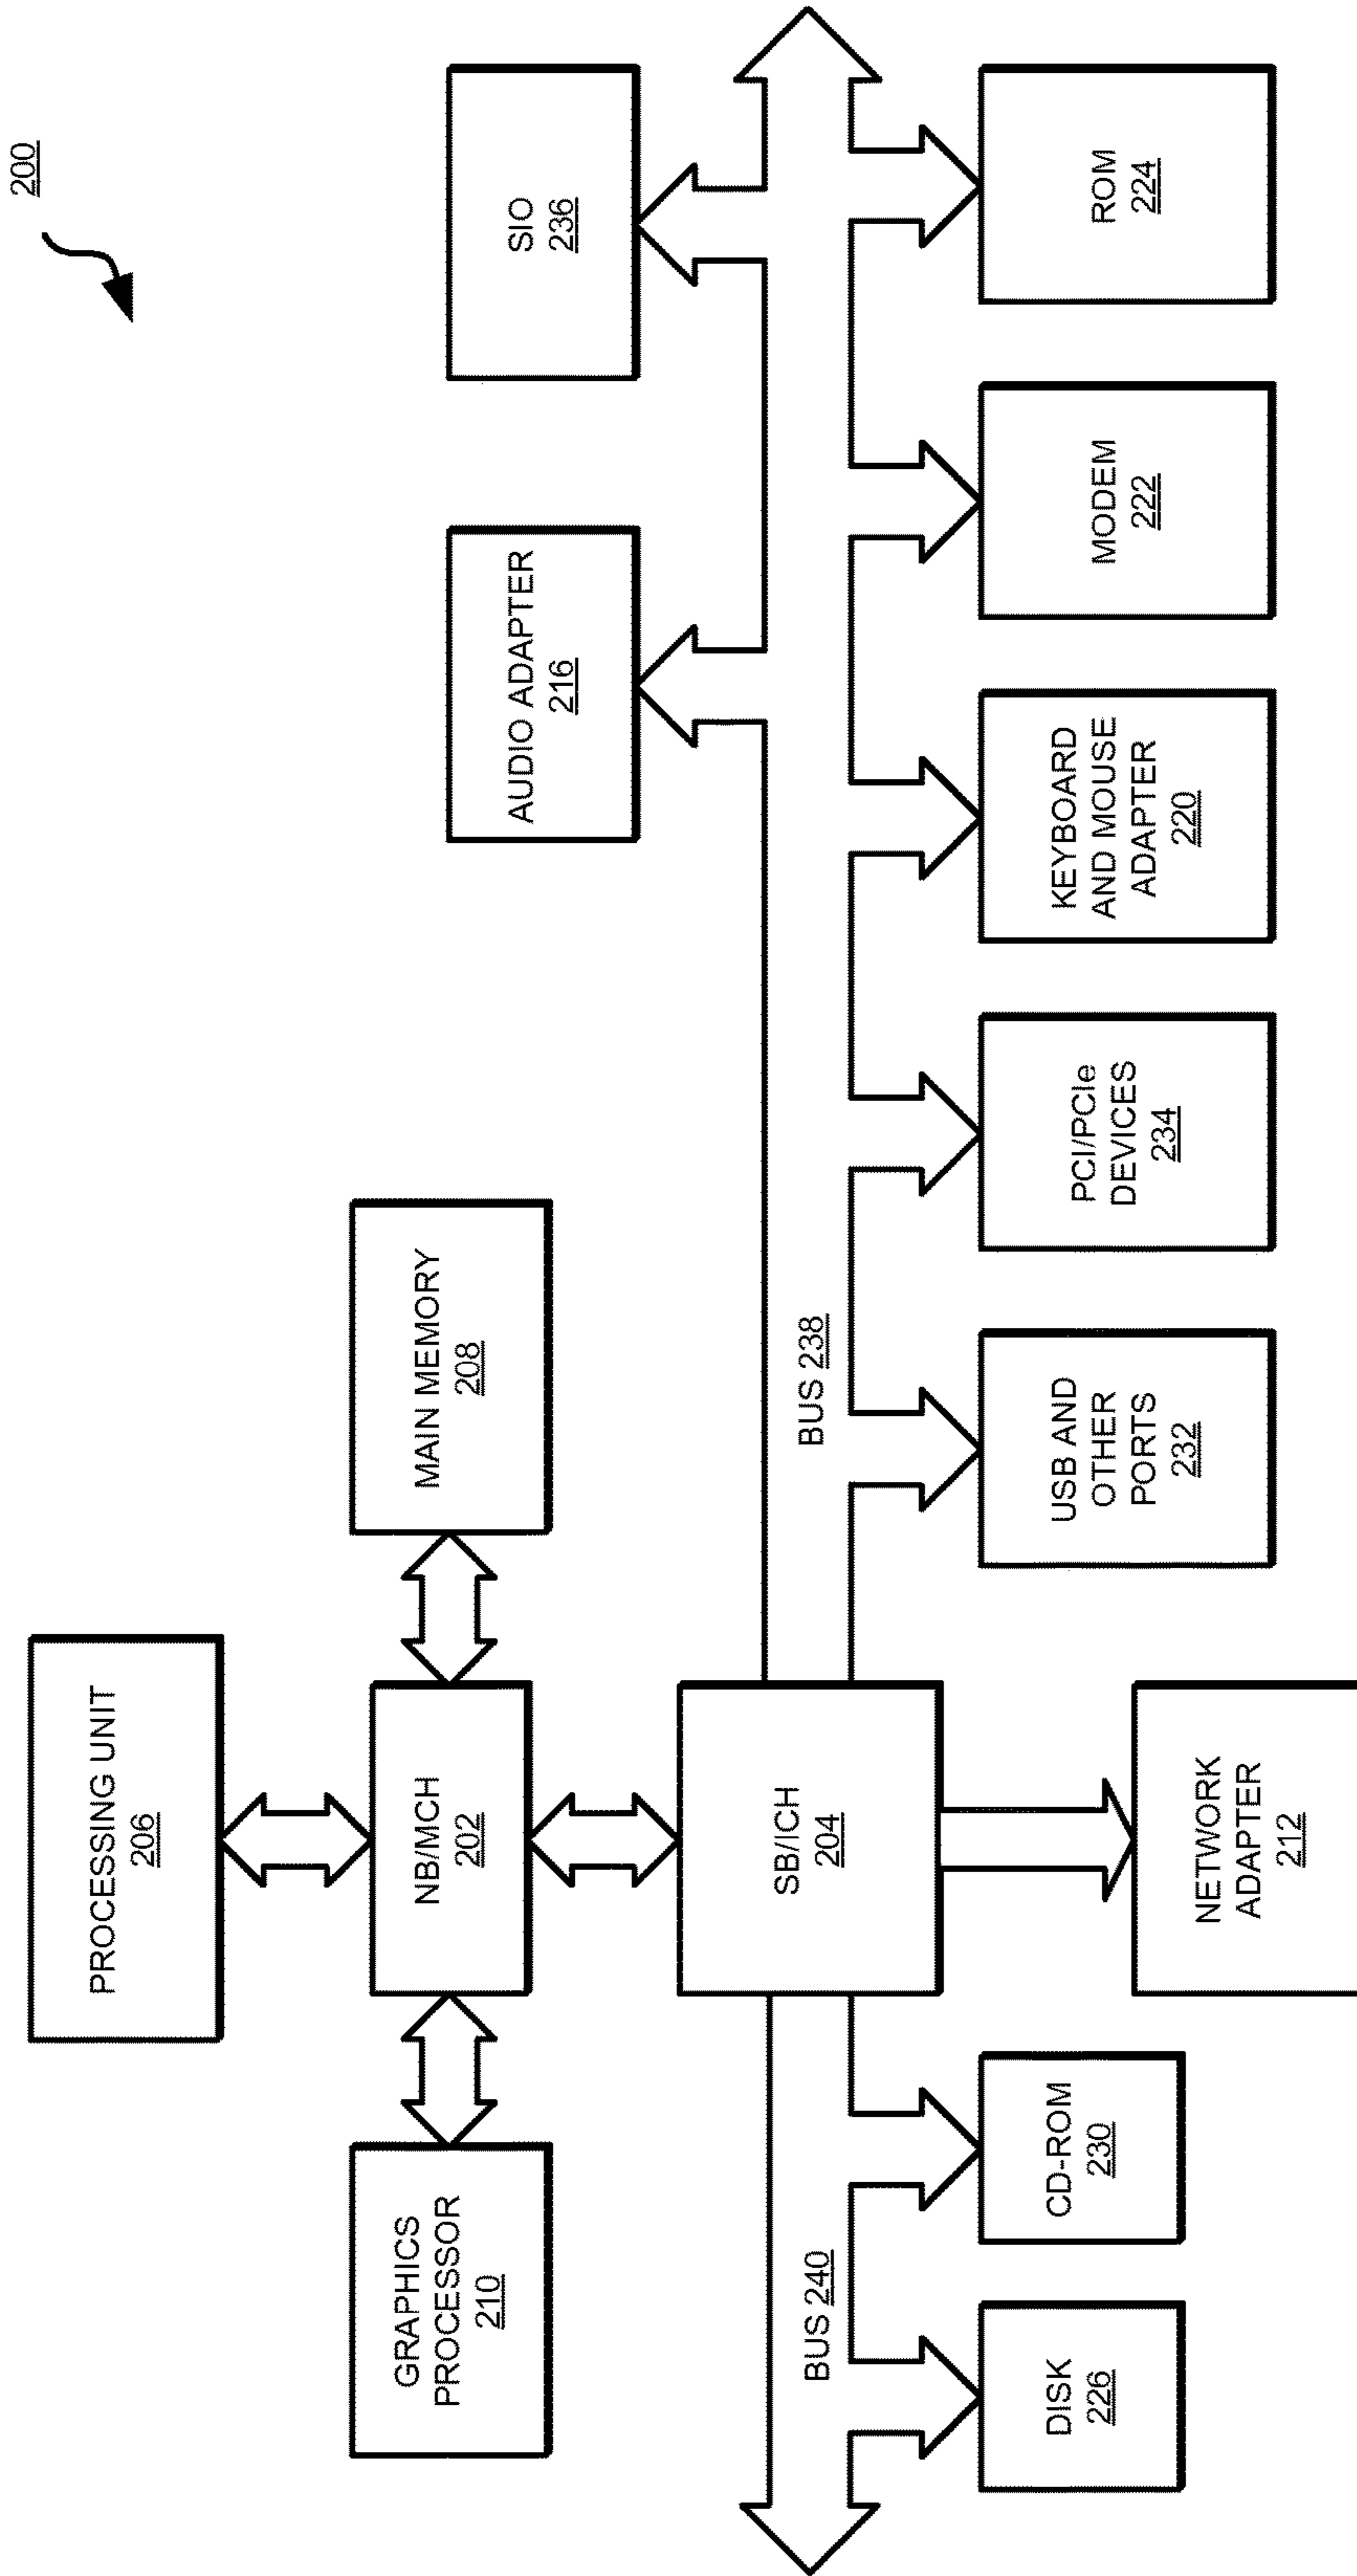 200
PROCESSING UNIT
206
GRAPHICS
PROCESSOR
210
NB/MCH
202
MAIN MEMORY
208
AUDIO ADAPTER
216
SIO
236
SB/ICH
204
BUS 240
BUS 238
DISK
226
CD-ROM
230
NETWORK
ADAPTER
212
USB AND
OTHER
PORTS
232
PCI/PCIe
DEVICES
234
KEYBOARD
AND MOUSE
ADAPTER
220
MODEM
222
ROM
224